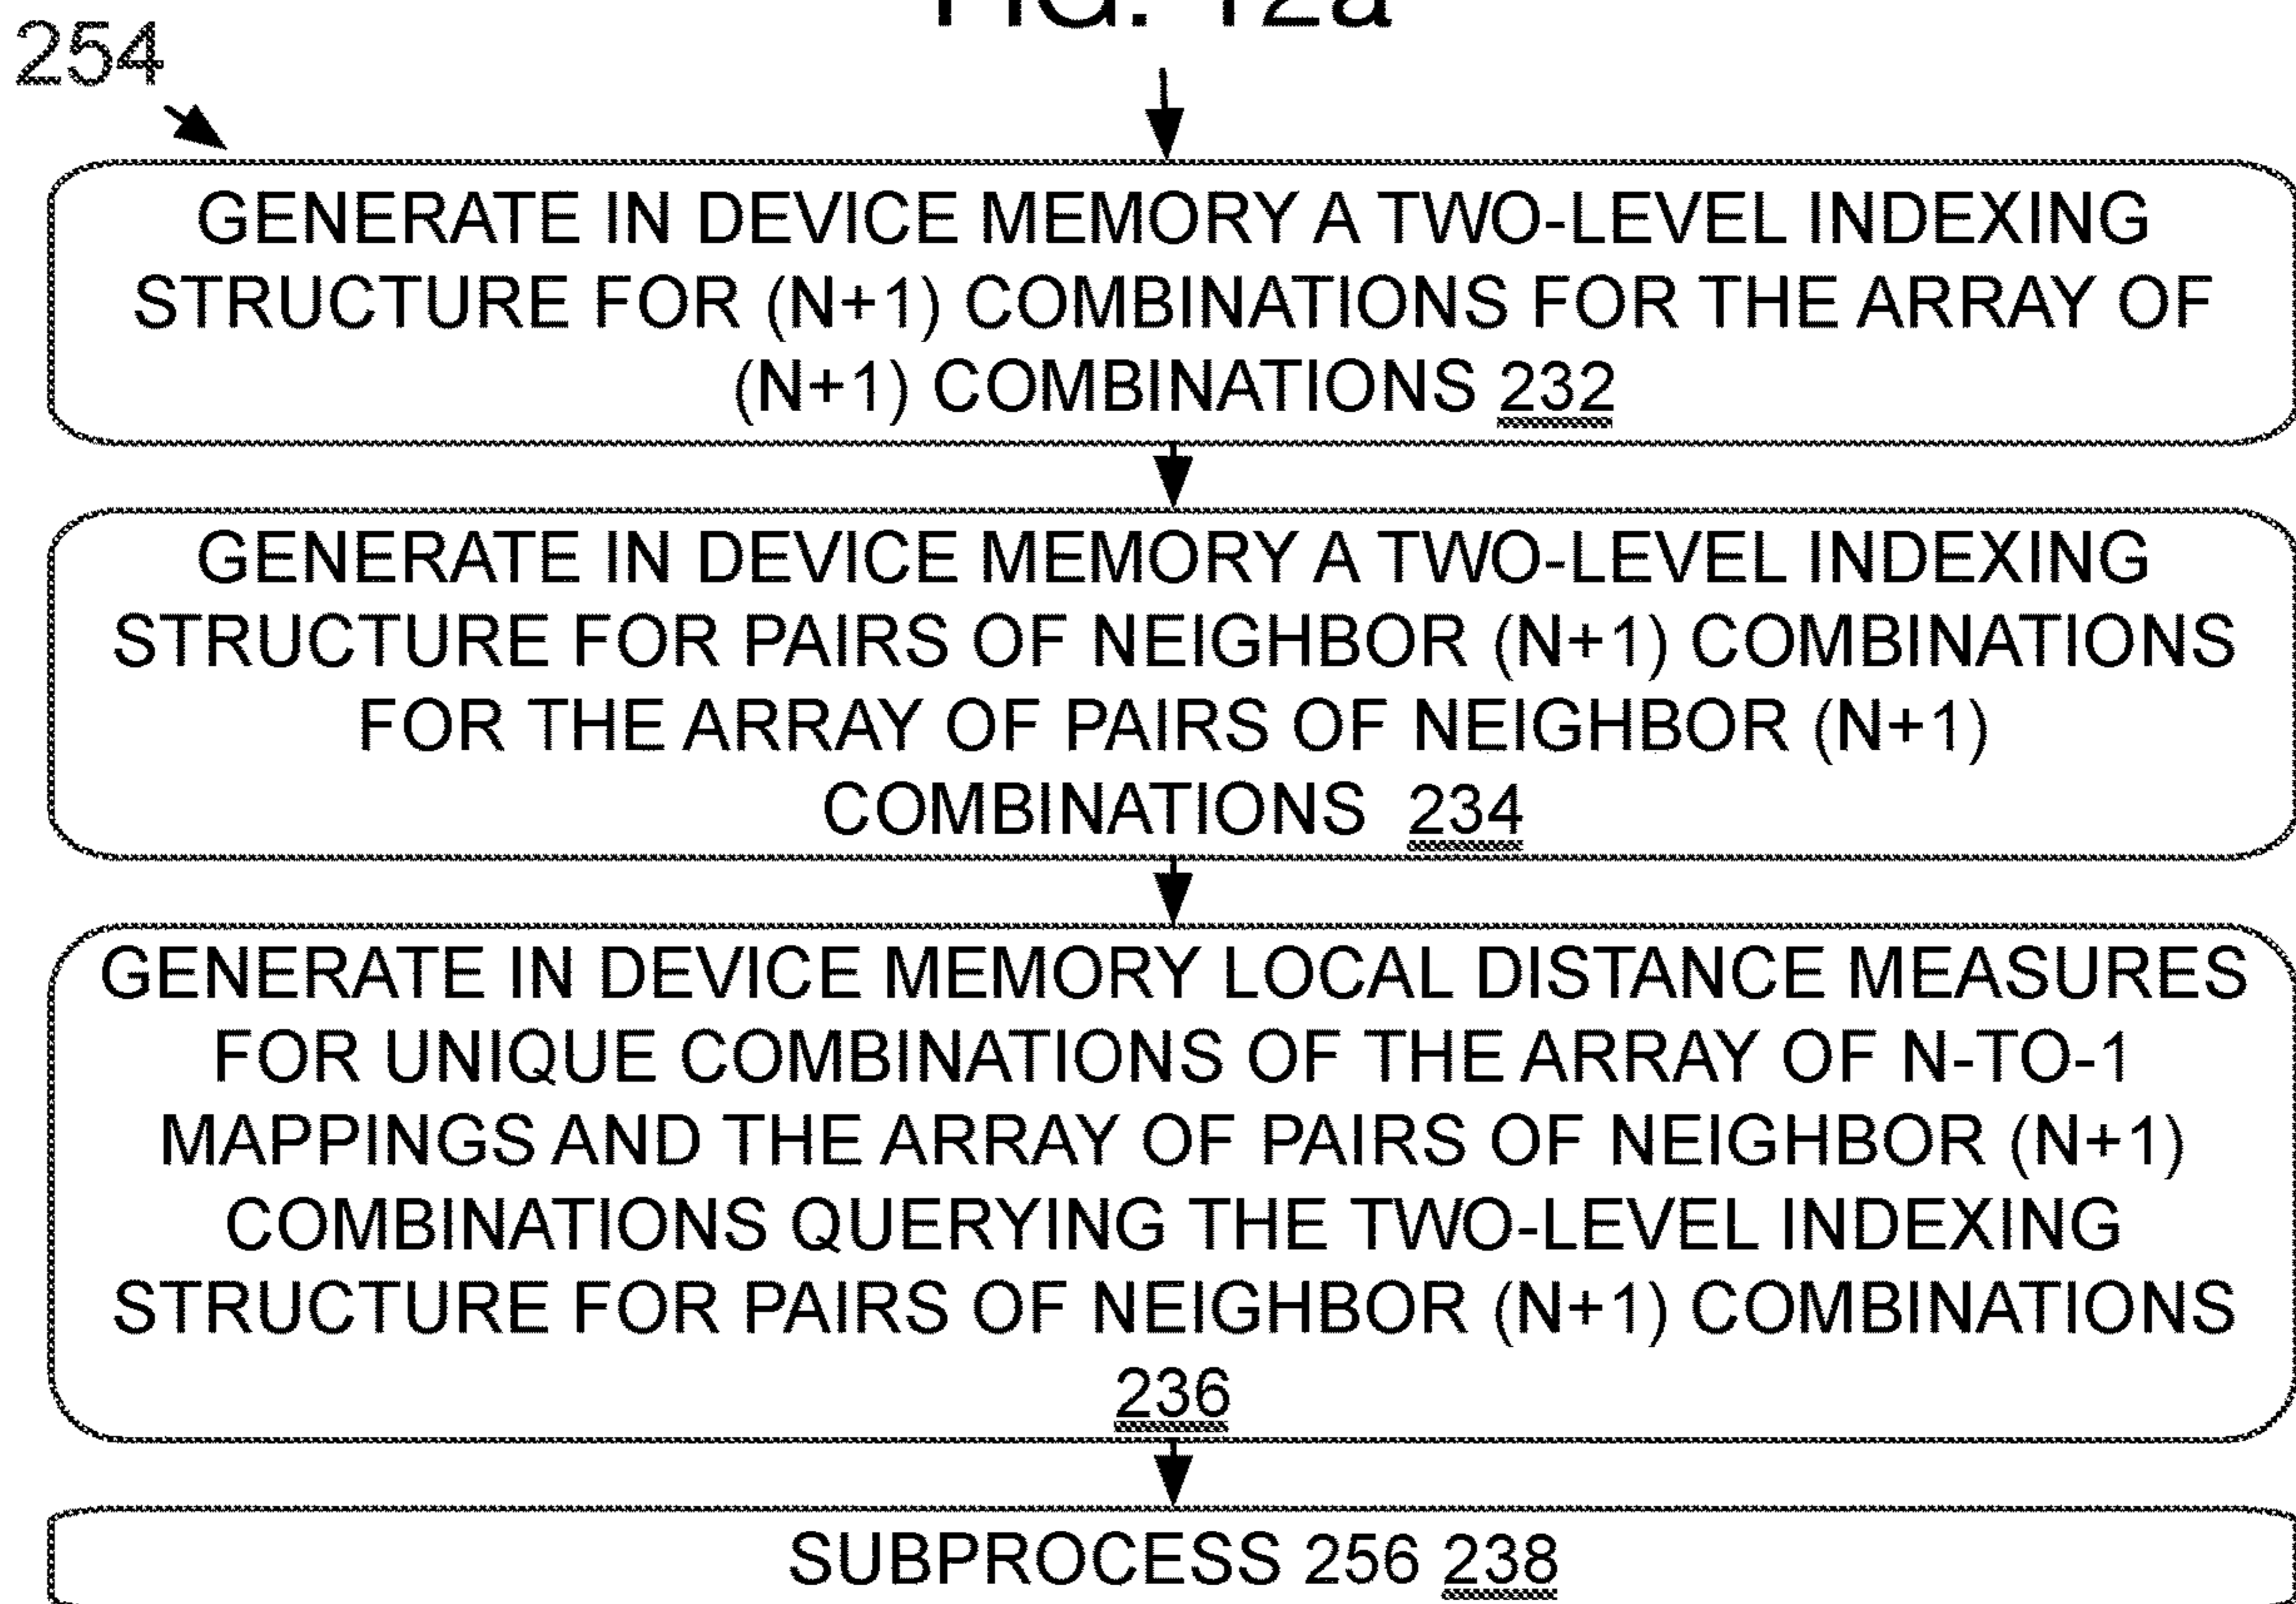 FIG. 12a
254
GENERATE IN DEVICE MEMORY A TWO-LEVEL INDEXING
STRUCTURE FOR (N+1) COMBINATIONS FOR THE ARRAY OF
(N+1) COMBINATIONS 232
GENERATE IN DEVICE MEMORY A TWO-LEVEL INDEXING
STRUCTURE FOR PAIRS OF NEIGHBOR (N+1) COMBINATIONS
FOR THE ARRAY OF PAIRS OF NEIGHBOR (N+1)
COMBINATIONS 234
GENERATE IN DEVICE MEMORY LOCAL DISTANCE MEASURES
FOR UNIQUE COMBINATIONS OF THE ARRAY OF N-TO-1
MAPPINGS AND THE ARRAY OF PAIRS OF NEIGHBOR (N+1)
COMBINATIONS QUERYING THE TWO-LEVEL INDEXING
STRUCTURE FOR PAIRS OF NEIGHBOR (N+1) COMBINATIONS
236
SUBPROCESS 256 238